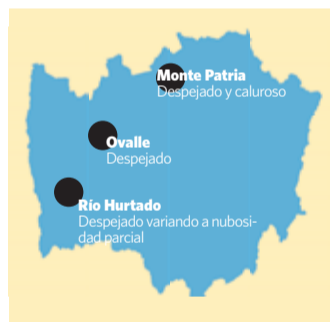 Monte Patria
Despejado y caluroso
Ovalle
Despejado
Río Hurtado
Despejado variando a nubosi-
dad parcial